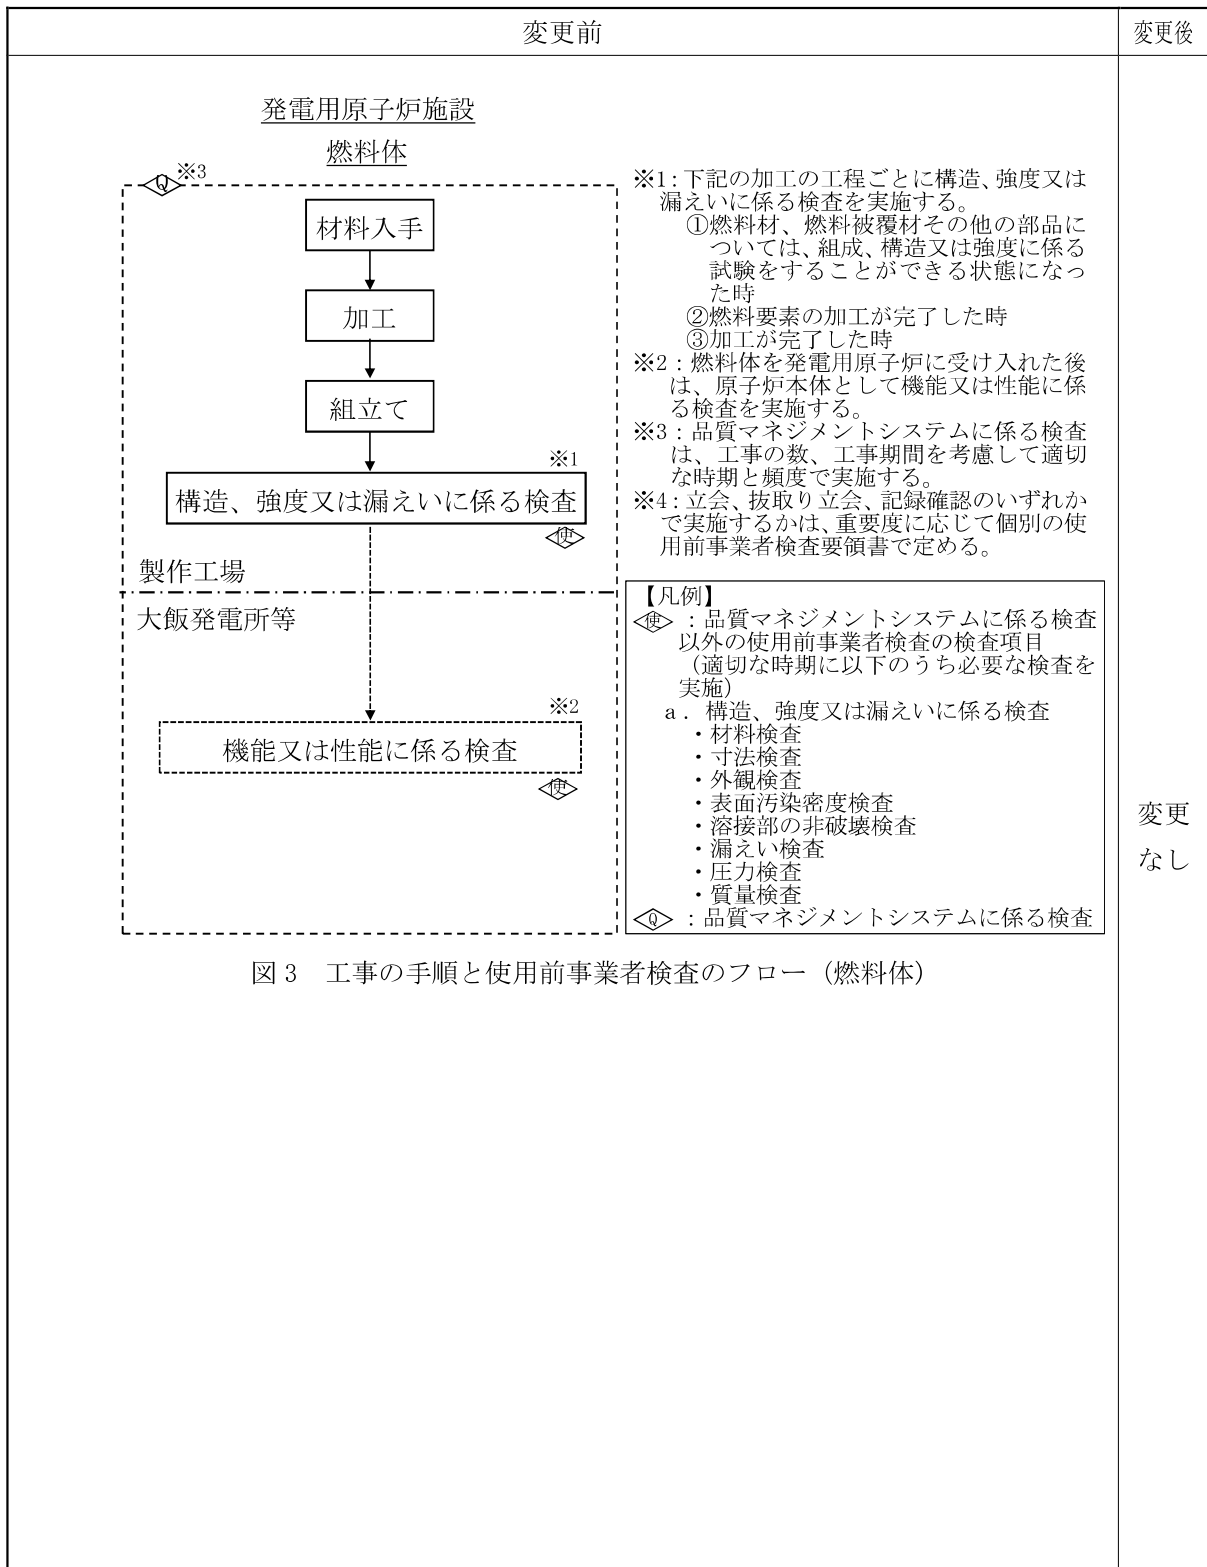 変更前
変更後
発電用原子炉施設
燃料体
Q ※3
材料入手
加工
組立て
※1
構造、強度又は漏えいに係る検査
使
製作工場
大飯発電所等
※2
機能又は性能に係る検査
使
※1：下記の加工の工程ごとに構造、強度又は
漏えいに係る検査を実施する。
①燃料材、燃料被覆材その他の部品に
ついては、組成、構造又は強度に係る
試験をすることができる状態になっ
た時
②燃料要素の加工が完了した時
③加工が完了した時
※2：燃料体を発電用原子炉に受け入れた後
は、原子炉本体として機能又は性能に係
る検査を実施する。
※3：品質マネジメントシステムに係る検査
は、工事の数、工事期間を考慮して適切
な時期と頻度で実施する。
※4：立会、抜取り立会、記録確認のいずれか
で実施するかは、重要度に応じて個別の使
用前事業者検査要領書で定める。
【凡例】
使 ：品質マネジメントシステムに係る検査
以外の使用前事業者検査の検査項目
（適切な時期に以下のうち必要な検査を
実施）
a．構造、強度又は漏えいに係る検査
・材料検査
・寸法検査
・外観検査
・表面汚染密度検査
・溶接部の非破壊検査
・漏えい検査
・圧力検査
・質量検査
Q ：品質マネジメントシステムに係る検査
図3　工事の手順と使用前事業者検査のフロー（燃料体）
変更
なし